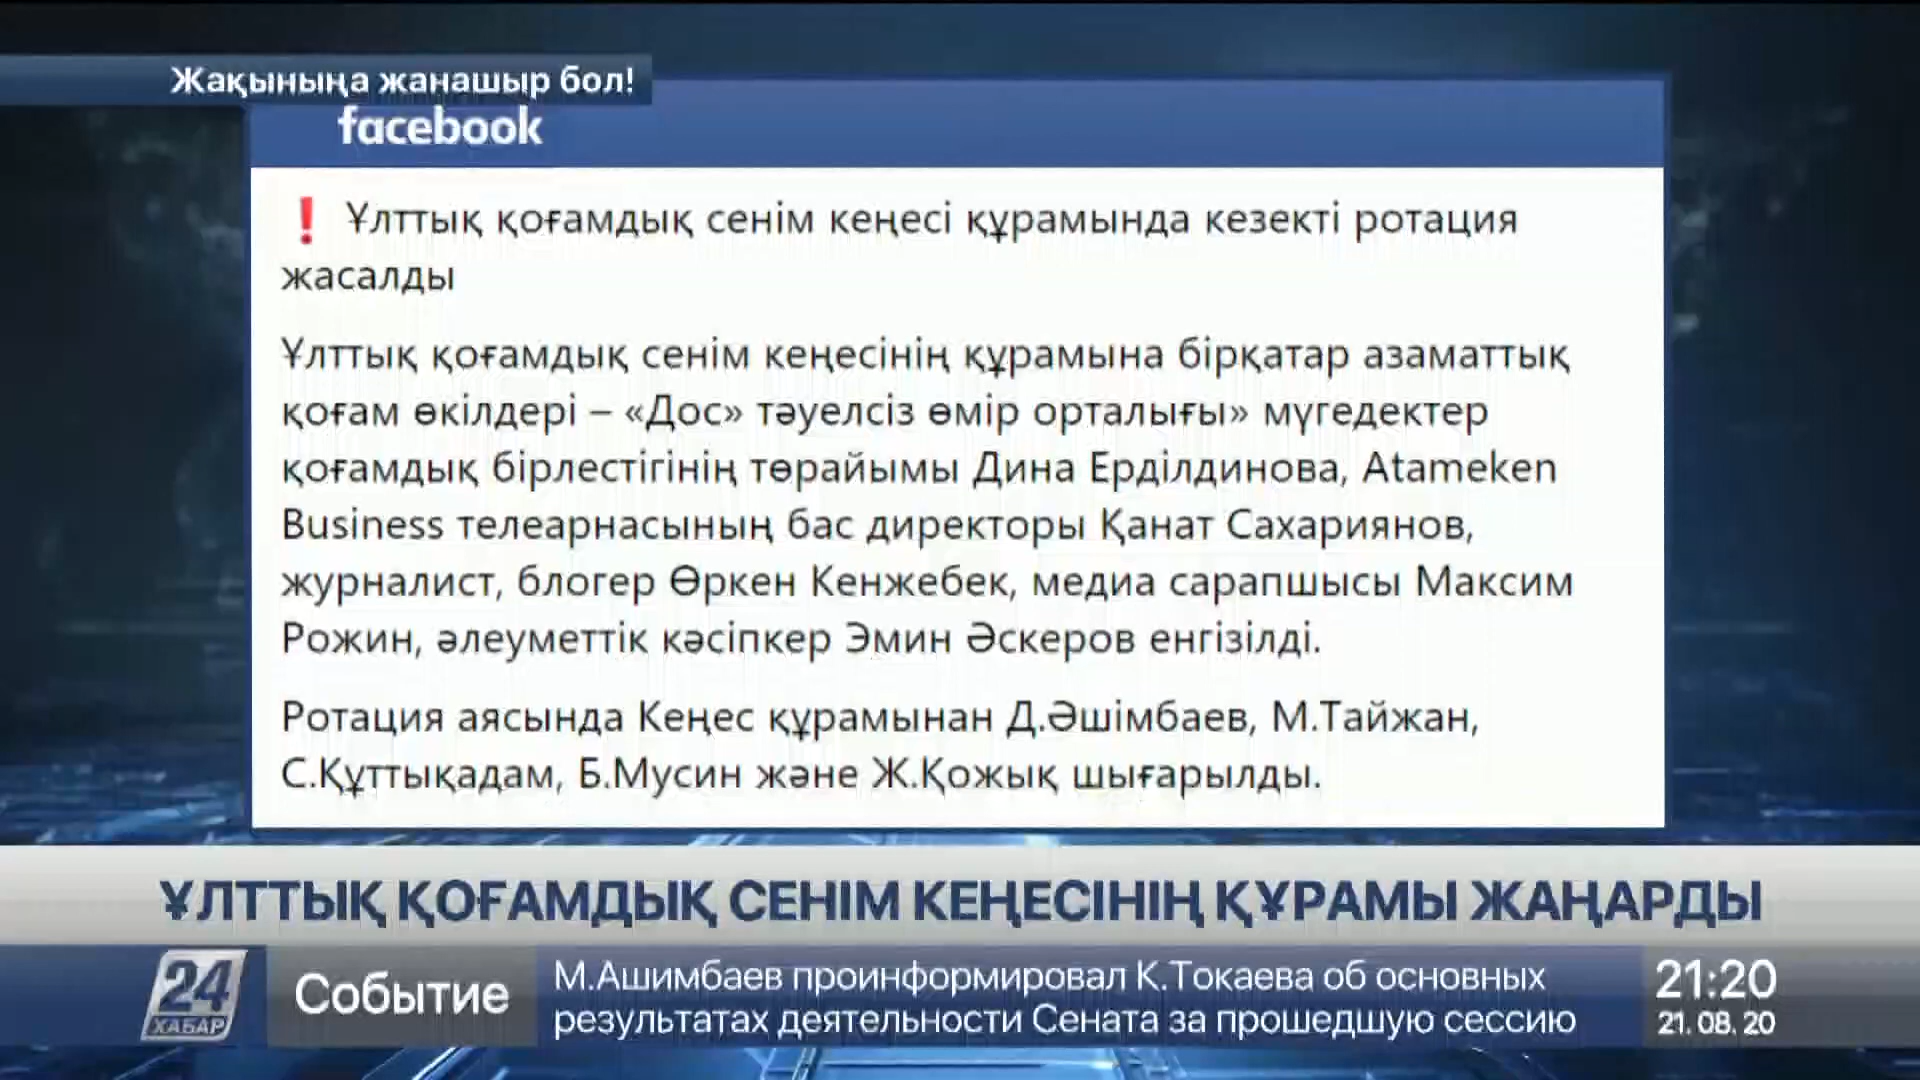 Жақыныңа жанашыр бол!
facebook
❗ Ұлттық қоғамдық сенім кеңесі құрамында кезекті ротация
жасалды
Ұлттық қоғамдық сенім кеңесінің құрамына бірқатар азаматтық
қоғам өкілдері – «Дос» тәуелсіз өмір орталығы» мүгедектер
қоғамдық бірлестігінің төрайымы Дина Ерділдинова, Atameken
Business телеарнасының бас директоры Қанат Сахариянов,
журналист, блогер Өркен Кенжебек, медиа сарапшысы Максим
Рожин, әлеуметтік кәсіпкер Эмин Әскеров енгізілді.
Ротация аясында Кеңес құрамынан Д.Әшімбаев, М.Тайжан,
С.Құттықадам, Б.Мусин және Ж.Қожық шығарылды.
ҰЛТТЫҚ ҚОҒАМДЫҚ СЕНІМ КЕҢЕСІНІҢ ҚҰРАМЫ ЖАҢАРДЫ
24
ХАБАР
Событие
М.Ашимбаев проинформировал К.Токаева об основных
результатах деятельности Сената за прошедшую сессию
21:20
21. 08. 20